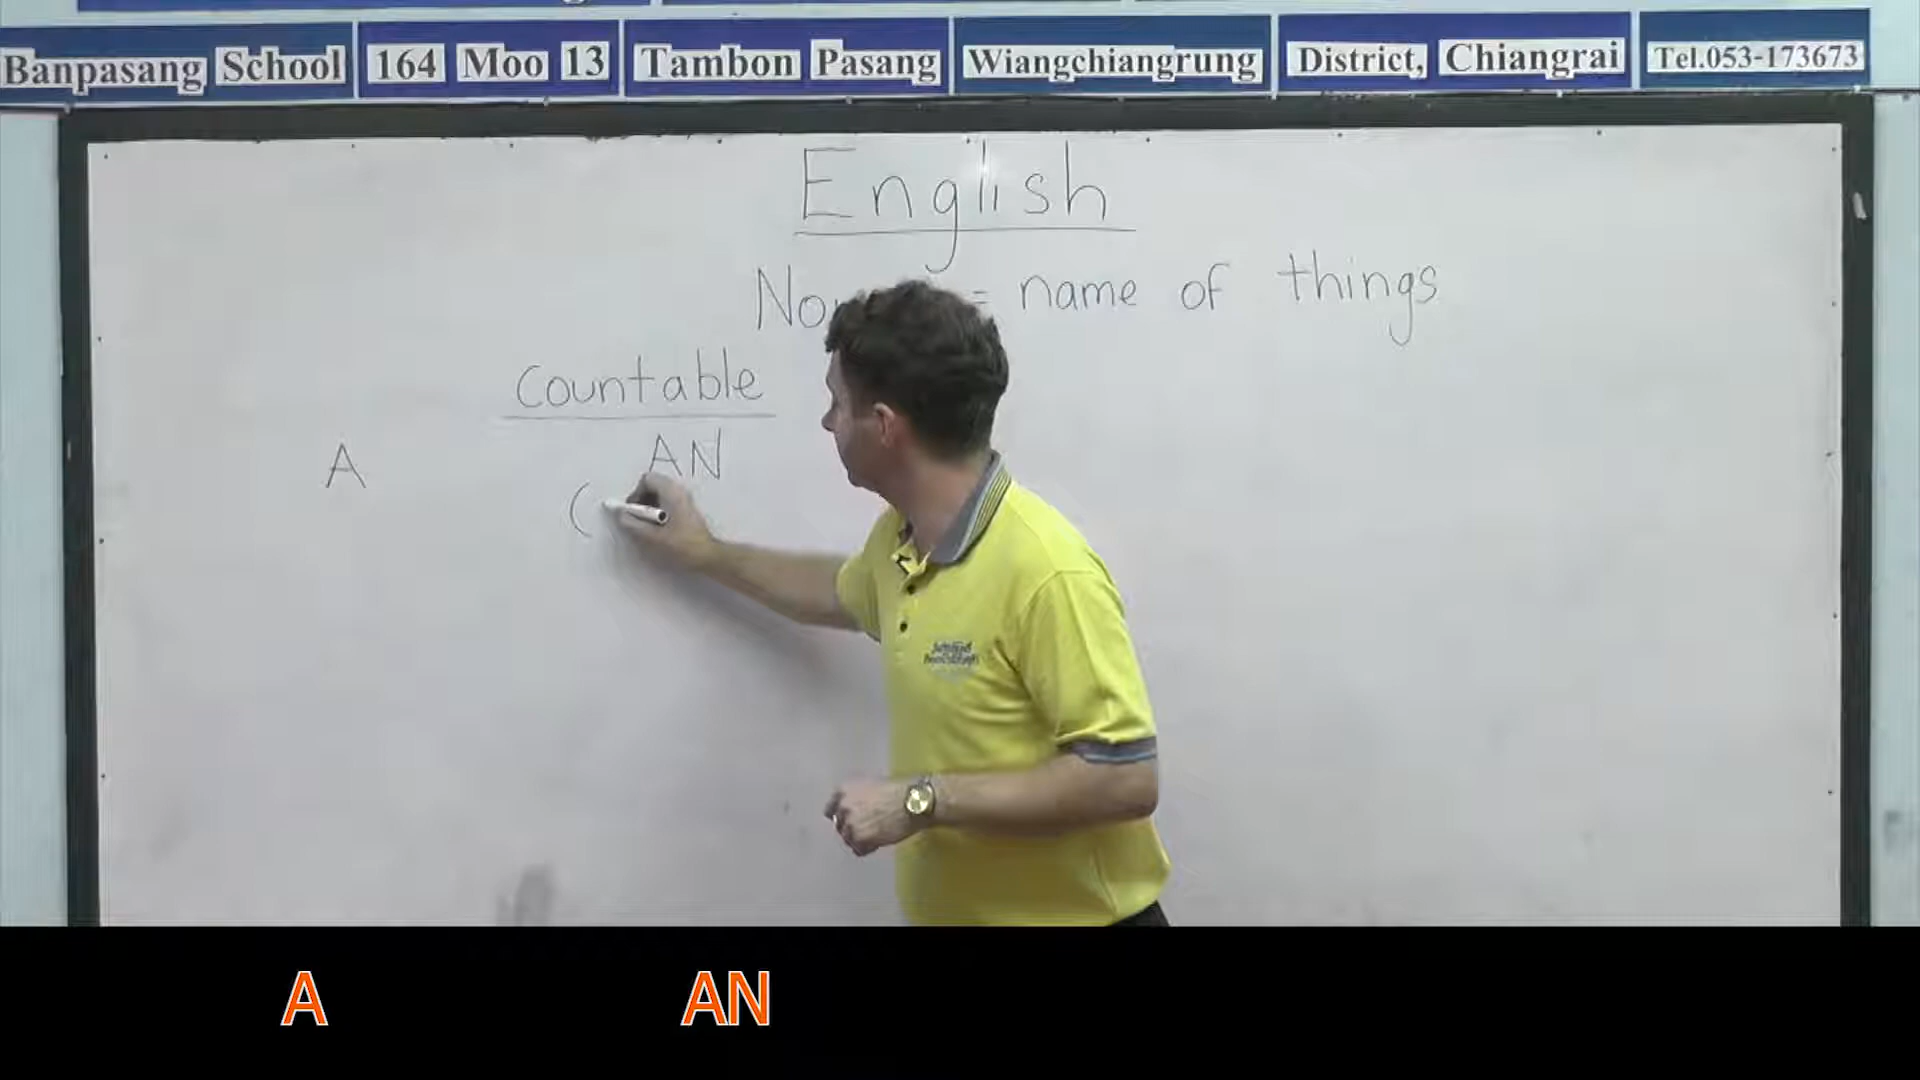 Banpasang School 164 Moo 13 Tambon Pasang Wiangchiangrung District, Chiangrai Tel.053-173673
English
= name of things
countable
A AN
(
A AN